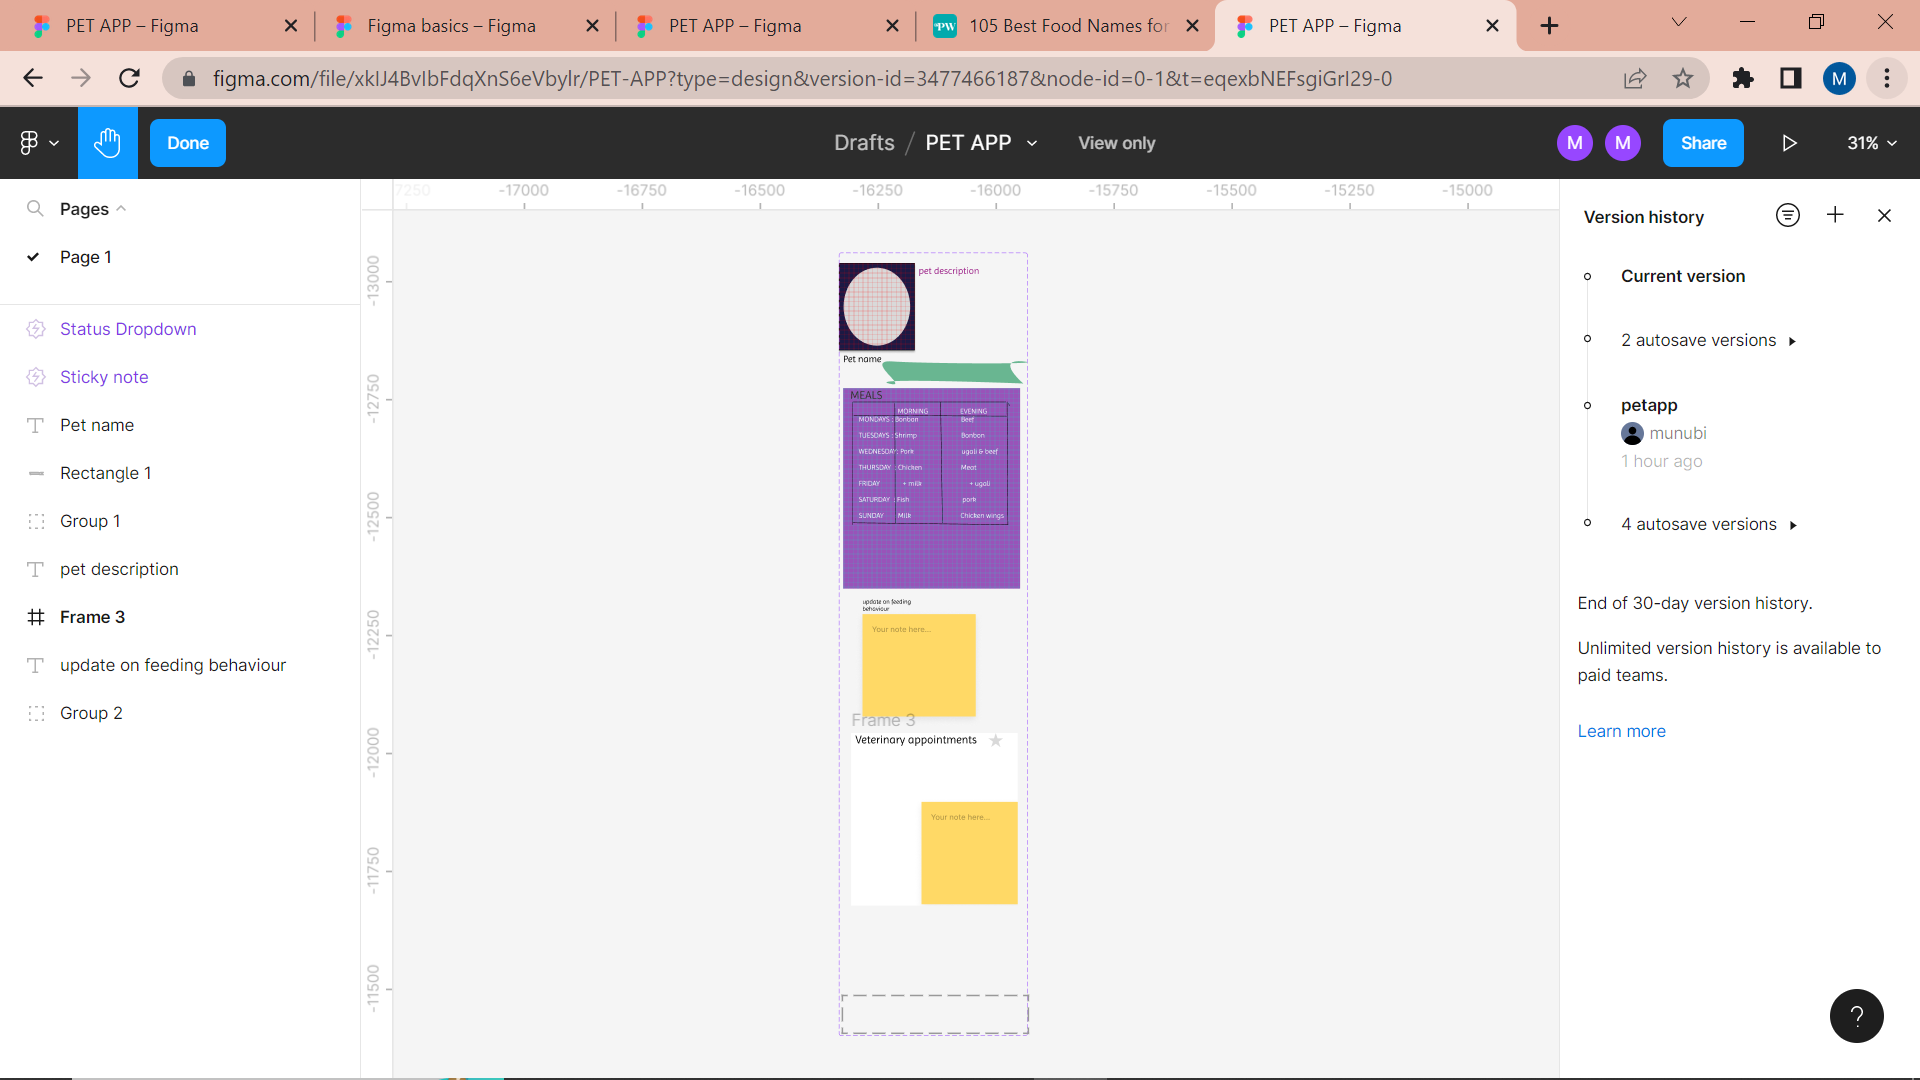 PET APP – Figma
Figma basics – Figma
PET APP – Figma
105 Best Food Names for
PET APP – Figma
figma.com/file/xkIJ4BvIbFdqXnS6eVbylr/PET-APP?type=design&version-id=3477466187&node-id=0-1&t=eqexbNEFsgiGrI29-0
M
Done
Drafts / PET APP
View only
M
M
Share
31%
Pages
Page 1
Status Dropdown
Sticky note
Pet name
Rectangle 1
Group 1
pet description
Frame 3
update on feeding behaviour
Group 2
7250 -17000 -16750 -16500 -16250 -16000 -15750 -15500 -15250 -15000
-13000
-12750
-12500
-12250
-12000
-11750
-11500
pet description
Pet name
MEALS
MORNING EVENING
MONDAYS : Bonbon Beef
TUESDAYS : Shrimp Bonbon
WEDNESDAY: Pork ugali & beef
THURSDAY : Chicken Meat
FRIDAY + milk + ugali
SATURDAY : Fish pork
SUNDAY Milk Chicken wings
update on feeding
behaviour
Your note here...
Frame 3
Veterinary appointments
Your note here...
Version history
Current version
2 autosave versions
petapp
munubi
1 hour ago
4 autosave versions
End of 30-day version history.
Unlimited version history is available to
paid teams.
Learn more
?